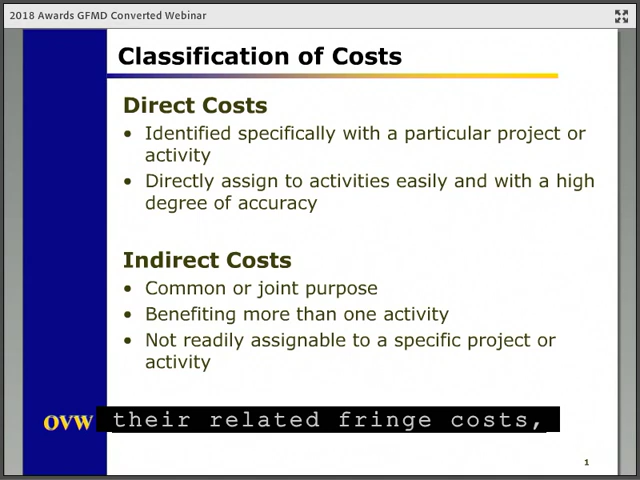 2018 Awards GFMD Converted Webinar
Classification of Costs
Direct Costs
• Identified specifically with a particular project or
activity
• Directly assign to activities easily and with a high
degree of accuracy
Indirect Costs
• Common or joint purpose
• Benefiting more than one activity
• Not readily assignable to a specific project or
activity
OVW
their related fringe costs,
1